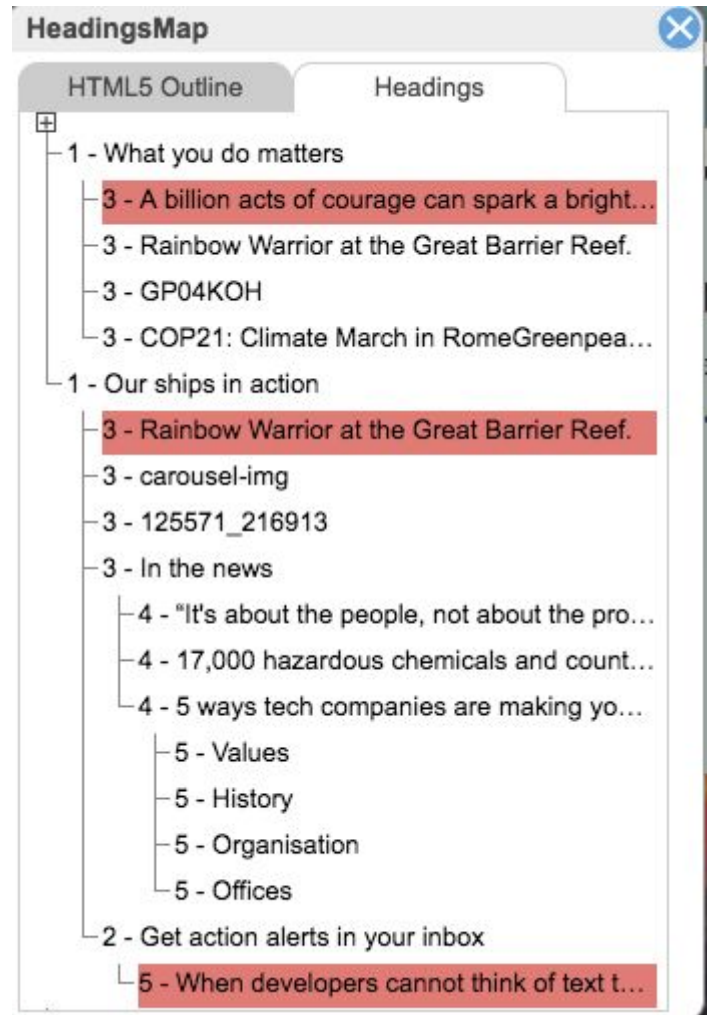 HeadingsMap
HTML5 Outline Headings
1 - What you do matters
3 - A billion acts of courage can spark a bright…
3 - Rainbow Warrior at the Great Barrier Reef.
3 - GP04KOH
3 - COP21: Climate March in RomeGreenpea…
1 - Our ships in action
3 - Rainbow Warrior at the Great Barrier Reef.
3 - carousel-img
3 - 125571_216913
3 - In the news
4 - “It's about the people, not about the pro…
4 - 17,000 hazardous chemicals and count…
4 - 5 ways tech companies are making yo…
5 - Values
5 - History
5 - Organisation
5 - Offices
2 - Get action alerts in your inbox
5 - When developers cannot think of text t…